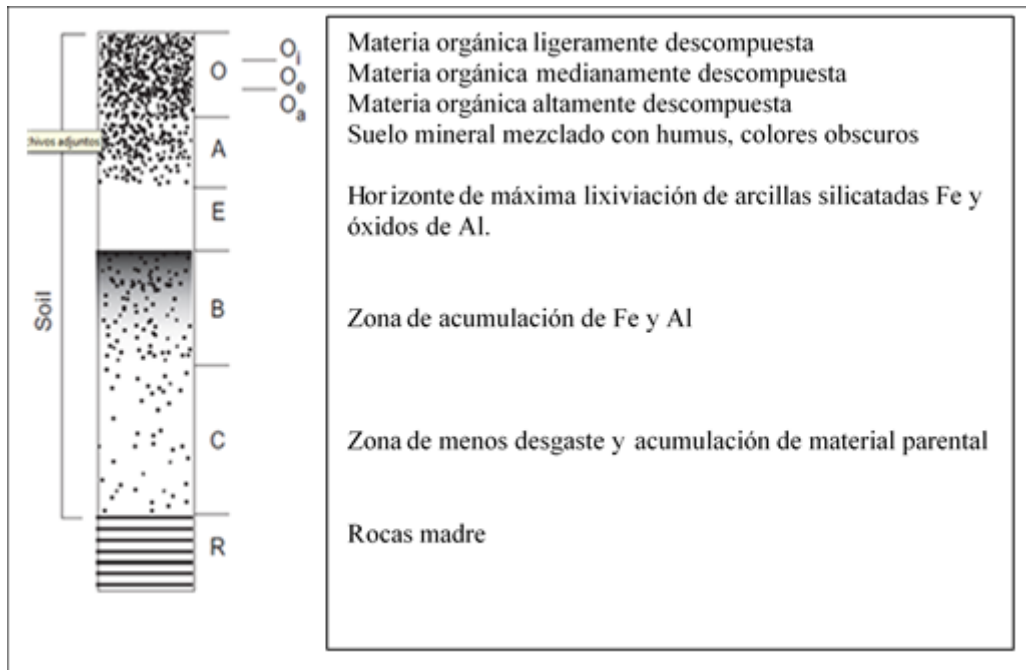 Soil
chivos adjuntos
O
Oi
Oe
Oa
A
E
B
C
R
Materia orgánica ligeramente descompuesta
Materia orgánica medianamente descompuesta
Materia orgánica altamente descompuesta
Suelo mineral mezclado con humus, colores obscuros
Hor izonte de máxima lixiviación de arcillas silicatadas Fe y
óxidos de Al.
Zona de acumulación de Fe y Al
Zona de menos desgaste y acumulación de material parental
Rocas madre